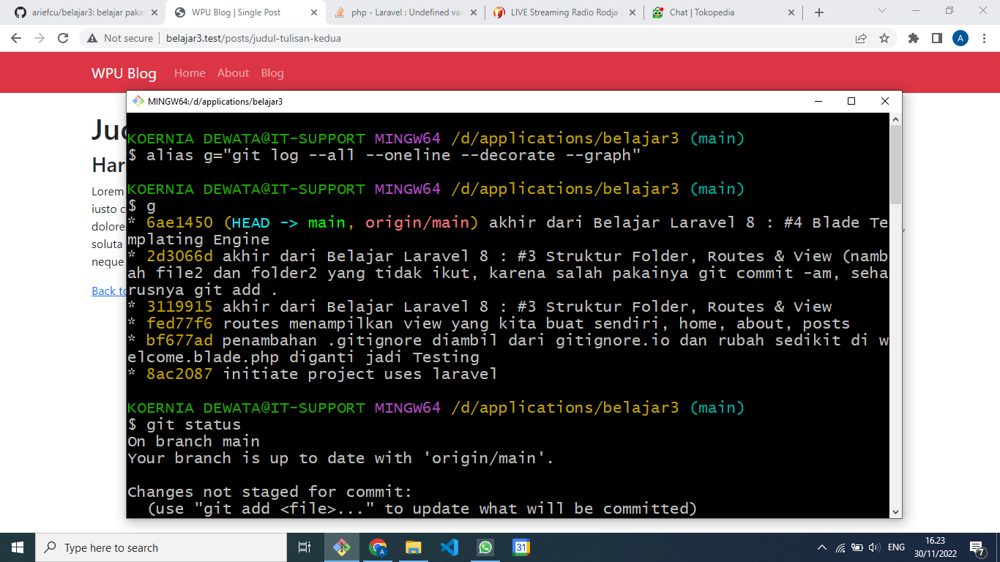 ariefcu/belajar3: belajar paka
WPU Blog | Single Post
php - Laravel : Undefined var
LIVE Streaming Radio Rodja
Chat | Tokopedia
Not secure
belajar3.test/posts/judul-tulisan-kedua
A
WPU Blog
Home
About
Blog
MINGW64:/d/applications/belajar3
Lorem
iusto
dolore
soluta
neque
Back
KOERNIA DEWATA@IT-SUPPORT MINGW64 /d/applications/belajar3 (main)
$ alias g="git log --all --oneline --decorate --graph"
KOERNIA DEWATA@IT-SUPPORT MINGW64 /d/applications/belajar3 (main)
$ g
* 6ae1450 (HEAD -> main, origin/main) akhir dari Belajar Laravel 8 : #4 Blade Te
mplating Engine
* 2d3066d akhir dari Belajar Laravel 8 : #3 Struktur Folder, Routes & View (namb
ah file2 dan folder2 yang tidak ikut, karena salah pakainya git commit -am, seha
rusnya git add .
* 3119915 akhir dari Belajar Laravel 8 : #3 Struktur Folder, Routes & View
* fed77f6 routes menampilkan view yang kita buat sendiri, home, about, posts
* bf677ad penambahan .gitignore diambil dari gitignore.io dan rubah sedikit di w
elcome.blade.php diganti jadi Testing
* 8ac2087 initiate project uses laravel
KOERNIA DEWATA@IT-SUPPORT MINGW64 /d/applications/belajar3 (main)
$ git status
On branch main
Your branch is up to date with 'origin/main'.
Changes not staged for commit:
(use "git add <file>..." to update what will be committed)
Type here to search
A
31
ENG
16.23
30/11/2022
7